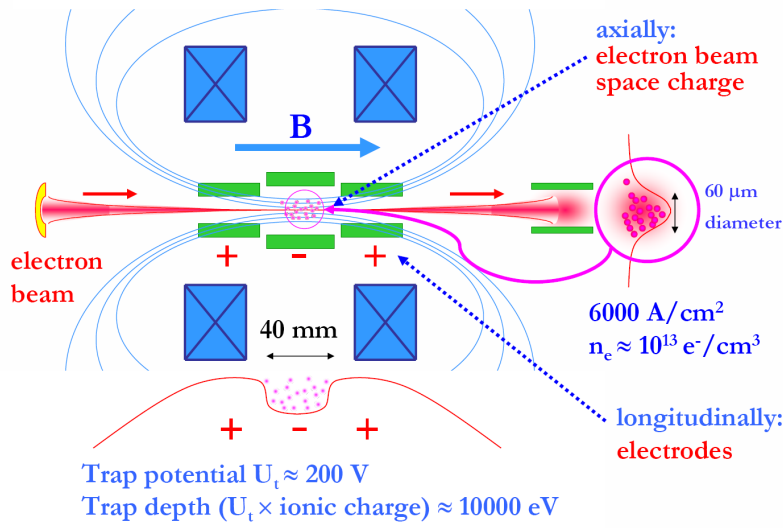 axially:
electron beam
space charge
B
60 μm
diameter
electron
beam
+ - +
6000 A/cm²
nₑ ≈ 10¹³ e⁻/cm³
40 mm
+ - +
longitudinally:
electrodes
Trap potential Uₜ ≈ 200 V
Trap depth (Uₜ × ionic charge) ≈ 10000 eV